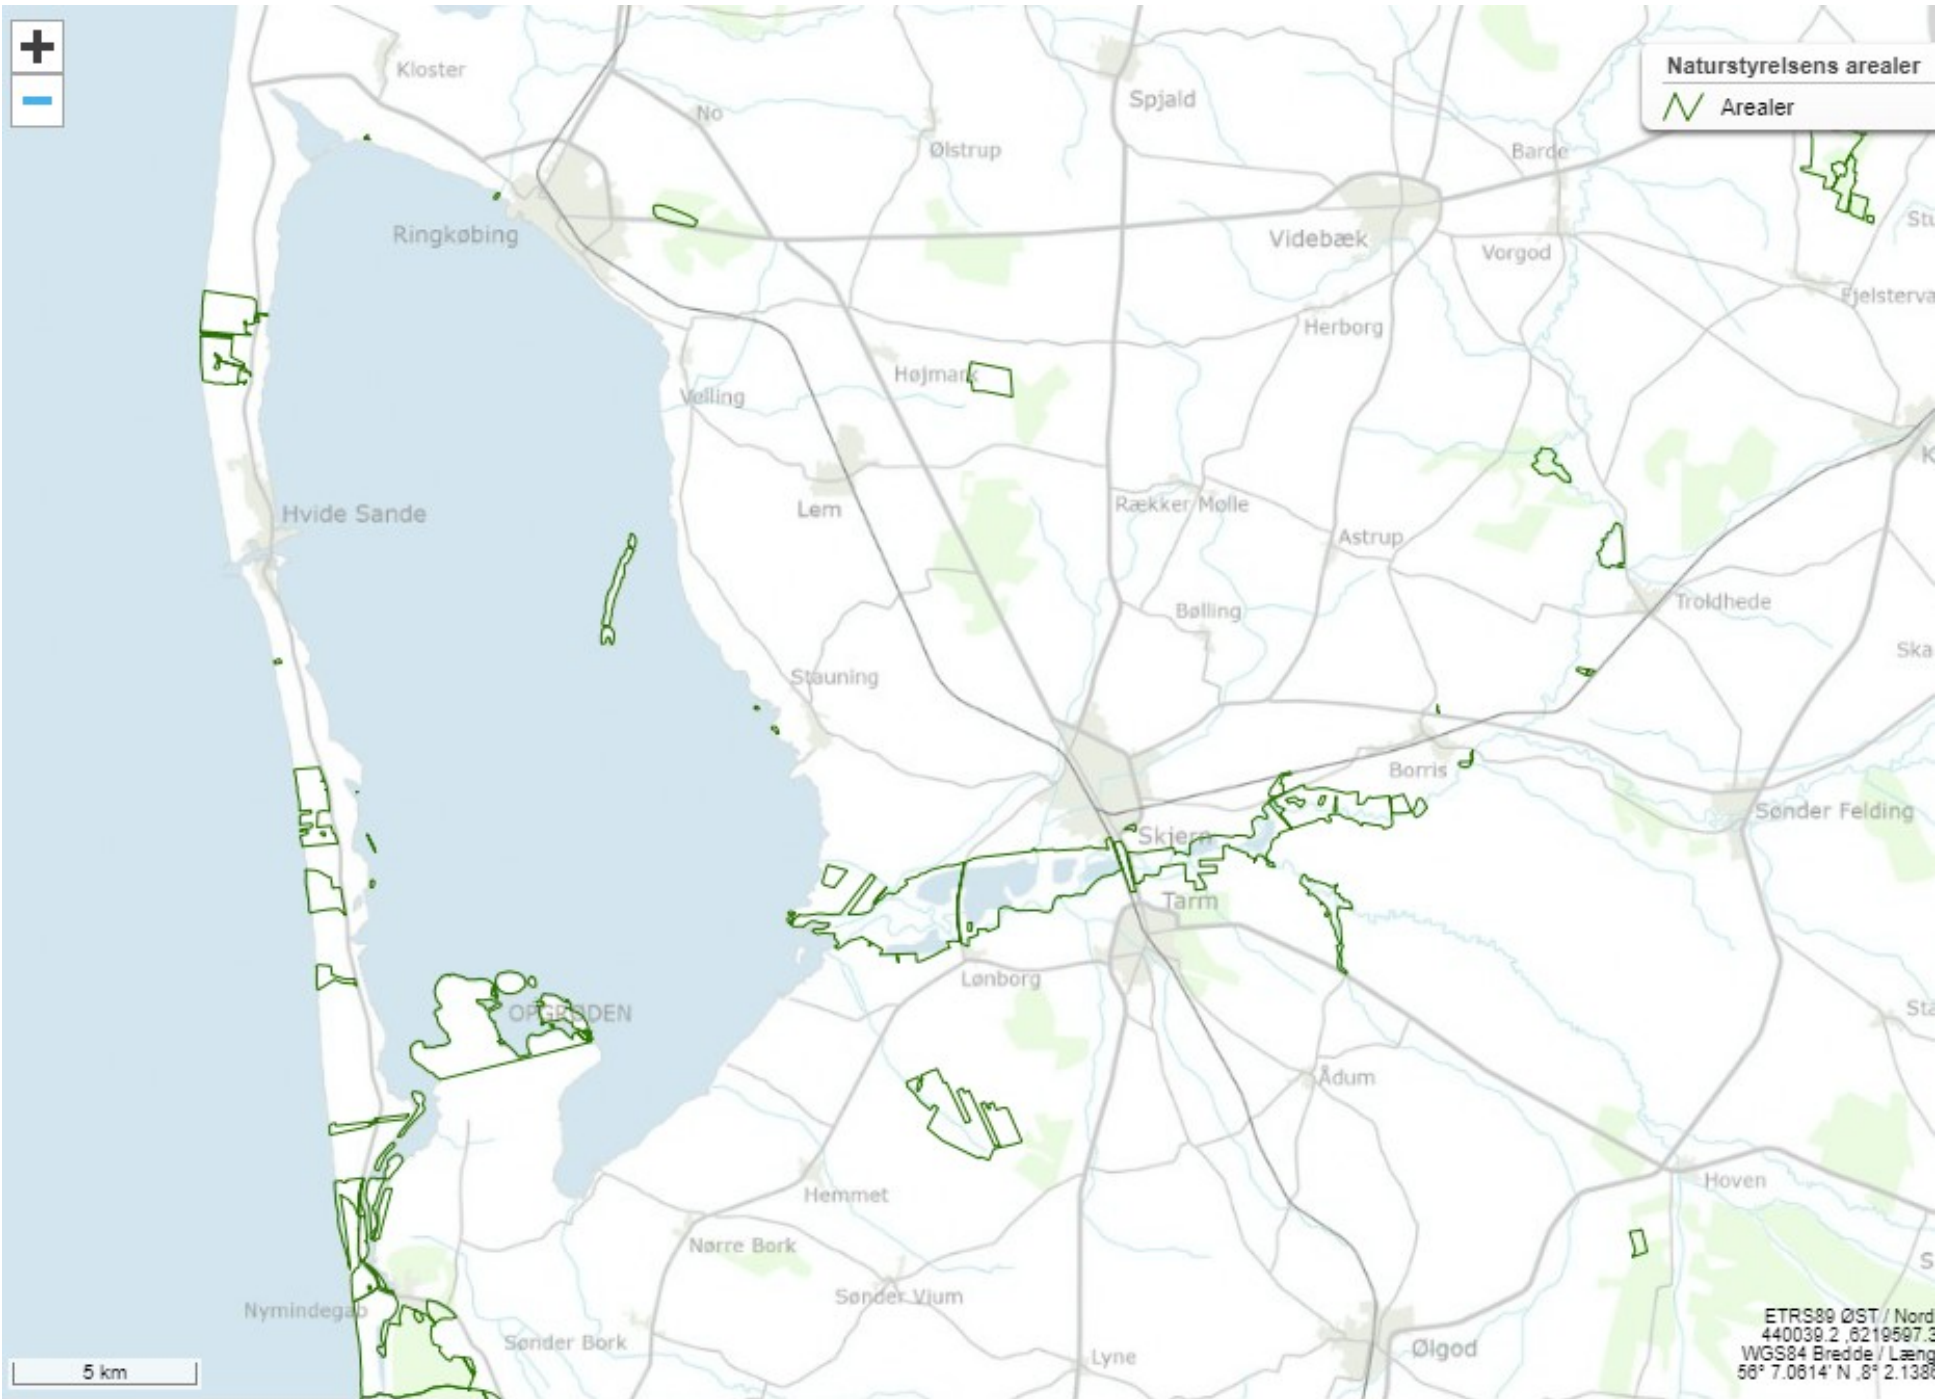 Kloster
Naturstyrelsens arealer
Arealer
No
Spjald
Ølstrup
Barde
Stu
Ringkøbing
Videbæk
Vorgod
Fjelsterva
Herborg
Højmark
Velling
K
Hvide Sande
Lem
Rækker Mølle
Astrup
Bølling
Troldhede
Ska
Stauning
Borris
Sønder Felding
Skjern
Tarm
Lønborg
OPGRØDEN
Sta
Ådum
Hemmet
Hoven
Nørre Bork
S
Sønder Vium
Nymindegab
Sønder Bork
Lyne
Ølgod
5 km
ETRS89 ØST / Nord
440039.2 ,6219597.3
WGS84 Bredde / Læng
56° 7.0614' N ,8° 2.138